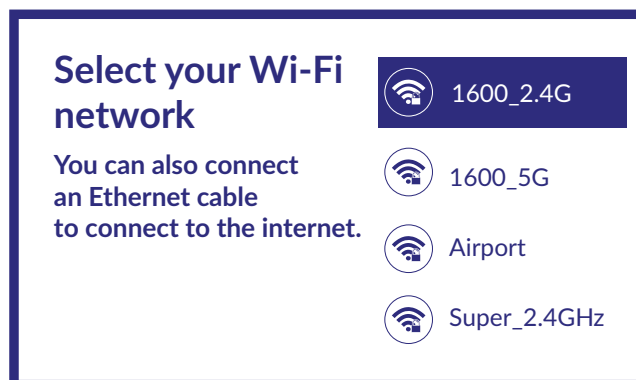 Select your Wi-Fi
network
You can also connect
an Ethernet cable
to connect to the internet.
1600_2.4G
1600_5G
Airport
Super_2.4GHz